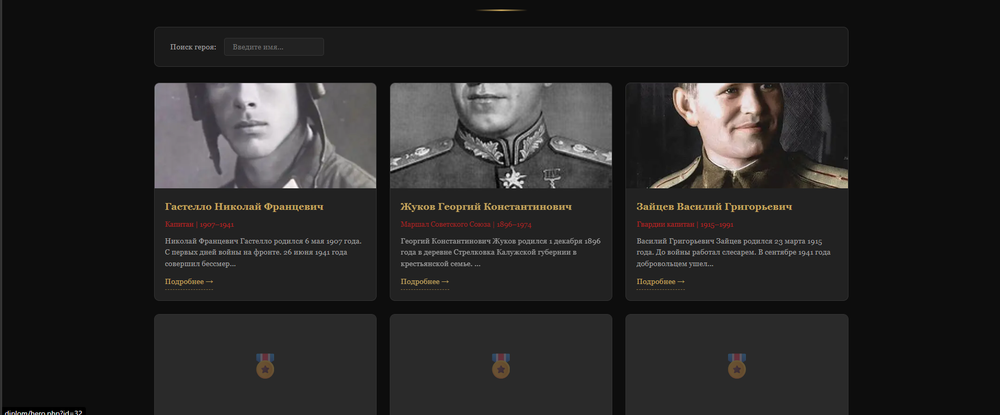 Поиск героя:
Введите имя...
Гастелло Николай Францевич
Капитан | 1907–1941
Николай Францевич Гастелло родился 6 мая 1907 года.
С первых дней войны на фронте. 26 июня 1941 года
совершил бессмер...
Подробнее →
Жуков Георгий Константинович
Маршал Советского Союза | 1896–1974
Георгий Константинович Жуков родился 1 декабря 1896
года в деревне Стрелковка Калужской губернии в
крестьянской семье. ...
Подробнее →
Зайцев Василий Григорьевич
Гвардии капитан | 1915–1991
Василий Григорьевич Зайцев родился 23 марта 1915
года. До войны работал слесарем. В сентябре 1941 года
добровольцем ушел...
Подробнее →
diplom/hero.php?id=32